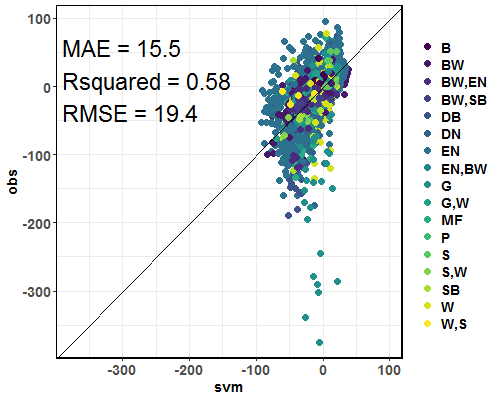 MAE = 15.5
Rsquared = 0.58
RMSE = 19.4
100
0
-100
-200
-300
obs
-300
-200
-100
0
100
svm
B
BW
BW,EN
BW,SB
DB
DN
EN
EN,BW
G
G,W
MF
P
S
S,W
SB
W
W,S